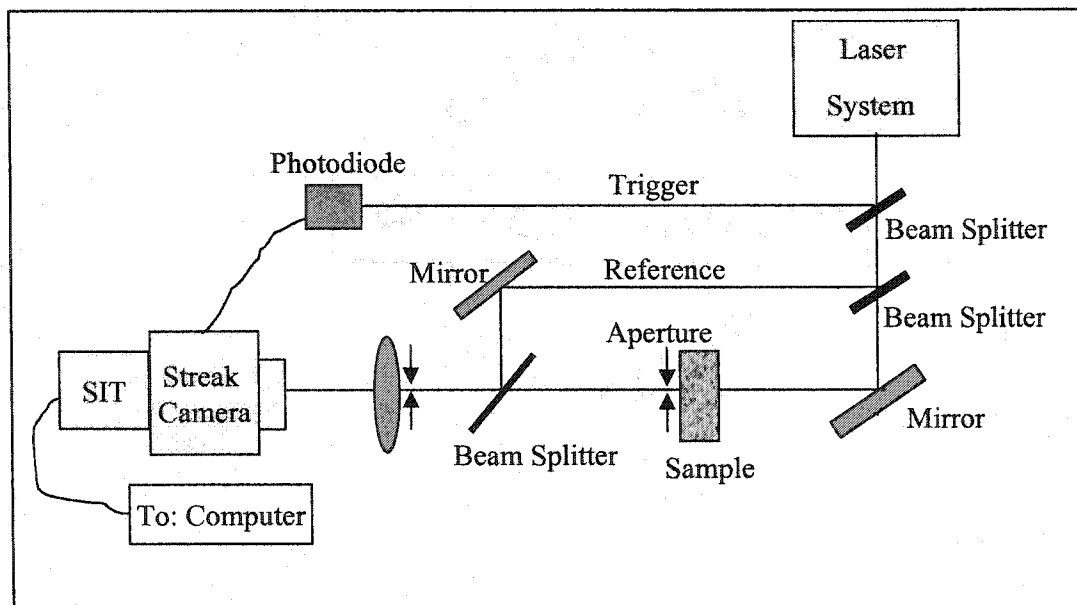 Laser
System
Photodiode
Trigger
Beam Splitter
Mirror
Reference
Beam Splitter
Aperture
SIT
Streak
Camera
Mirror
Beam Splitter
Sample
To: Computer